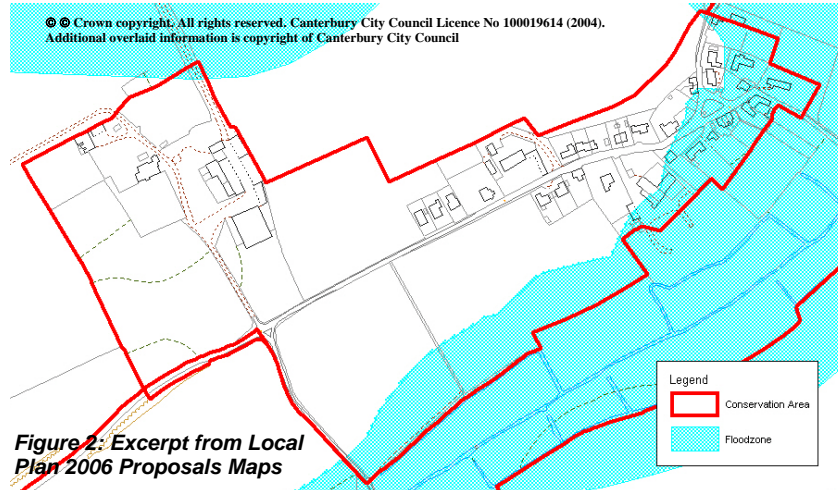 © © Crown copyright. All rights reserved. Canterbury City Council Licence No 100019614 (2004).
Additional overlaid information is copyright of Canterbury City Council
Legend
Conservation Area
Floodzone
Figure 2: Excerpt from Local
Plan 2006 Proposals Maps